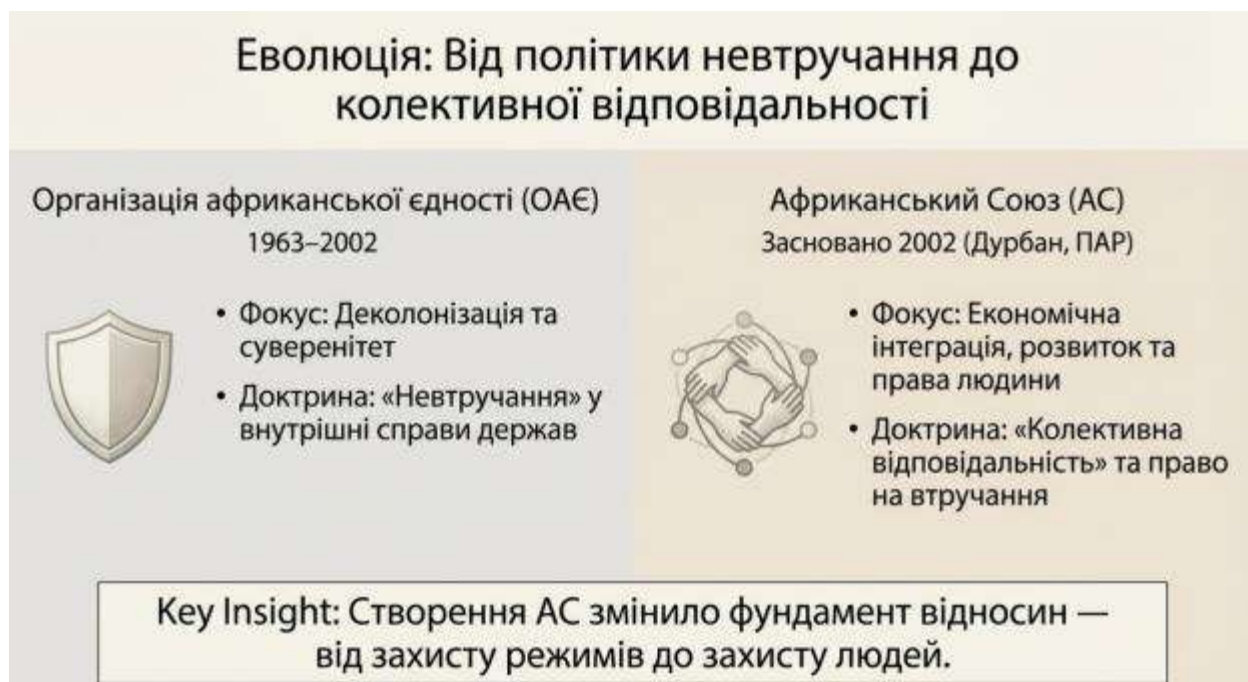 Еволюція: Від політики невтручання до
колективної відповідальності
Організація африканської єдності (ОАЄ)
1963–2002
• Фокус: Деколонізація та
суверенітет
• Доктрина: «Невтручання» у
внутрішні справи держав
Африканський Союз (АС)
Засновано 2002 (Дурбан, ПАР)
• Фокус: Економічна
інтеграція, розвиток та
права людини
• Доктрина: «Колективна
відповідальність» та право
на втручання
Key Insight: Створення АС змінило фундамент відносин —
від захисту режимів до захисту людей.